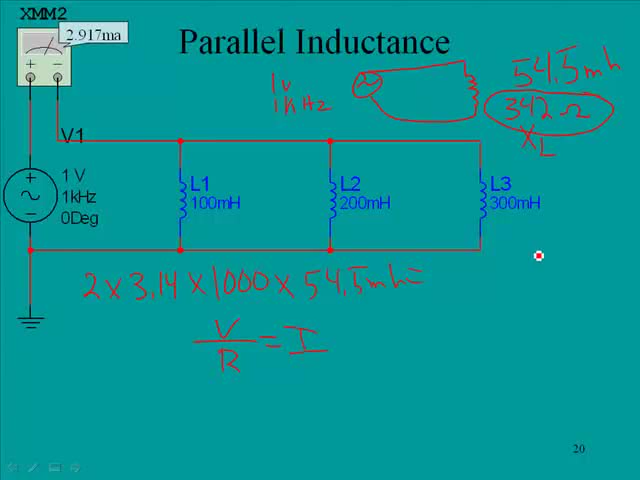 XMM2
2.917ma
Parallel Inductance
1v
1KHz
54.5mh
342Ω
XL
V1
1 V
1kHz
0Deg
L1
100mH
L2
200mH
L3
300mH
2 x 3.14 x 1000 x 54.5mh=
V
R
= I
20